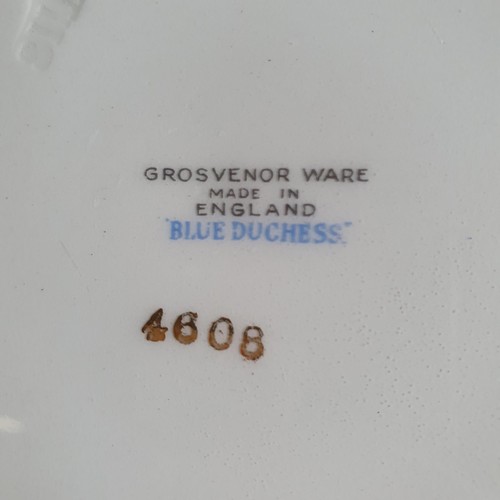 GROSVENOR WARE
MADE IN
ENGLAND
"BLUE DUCHESS"
4608